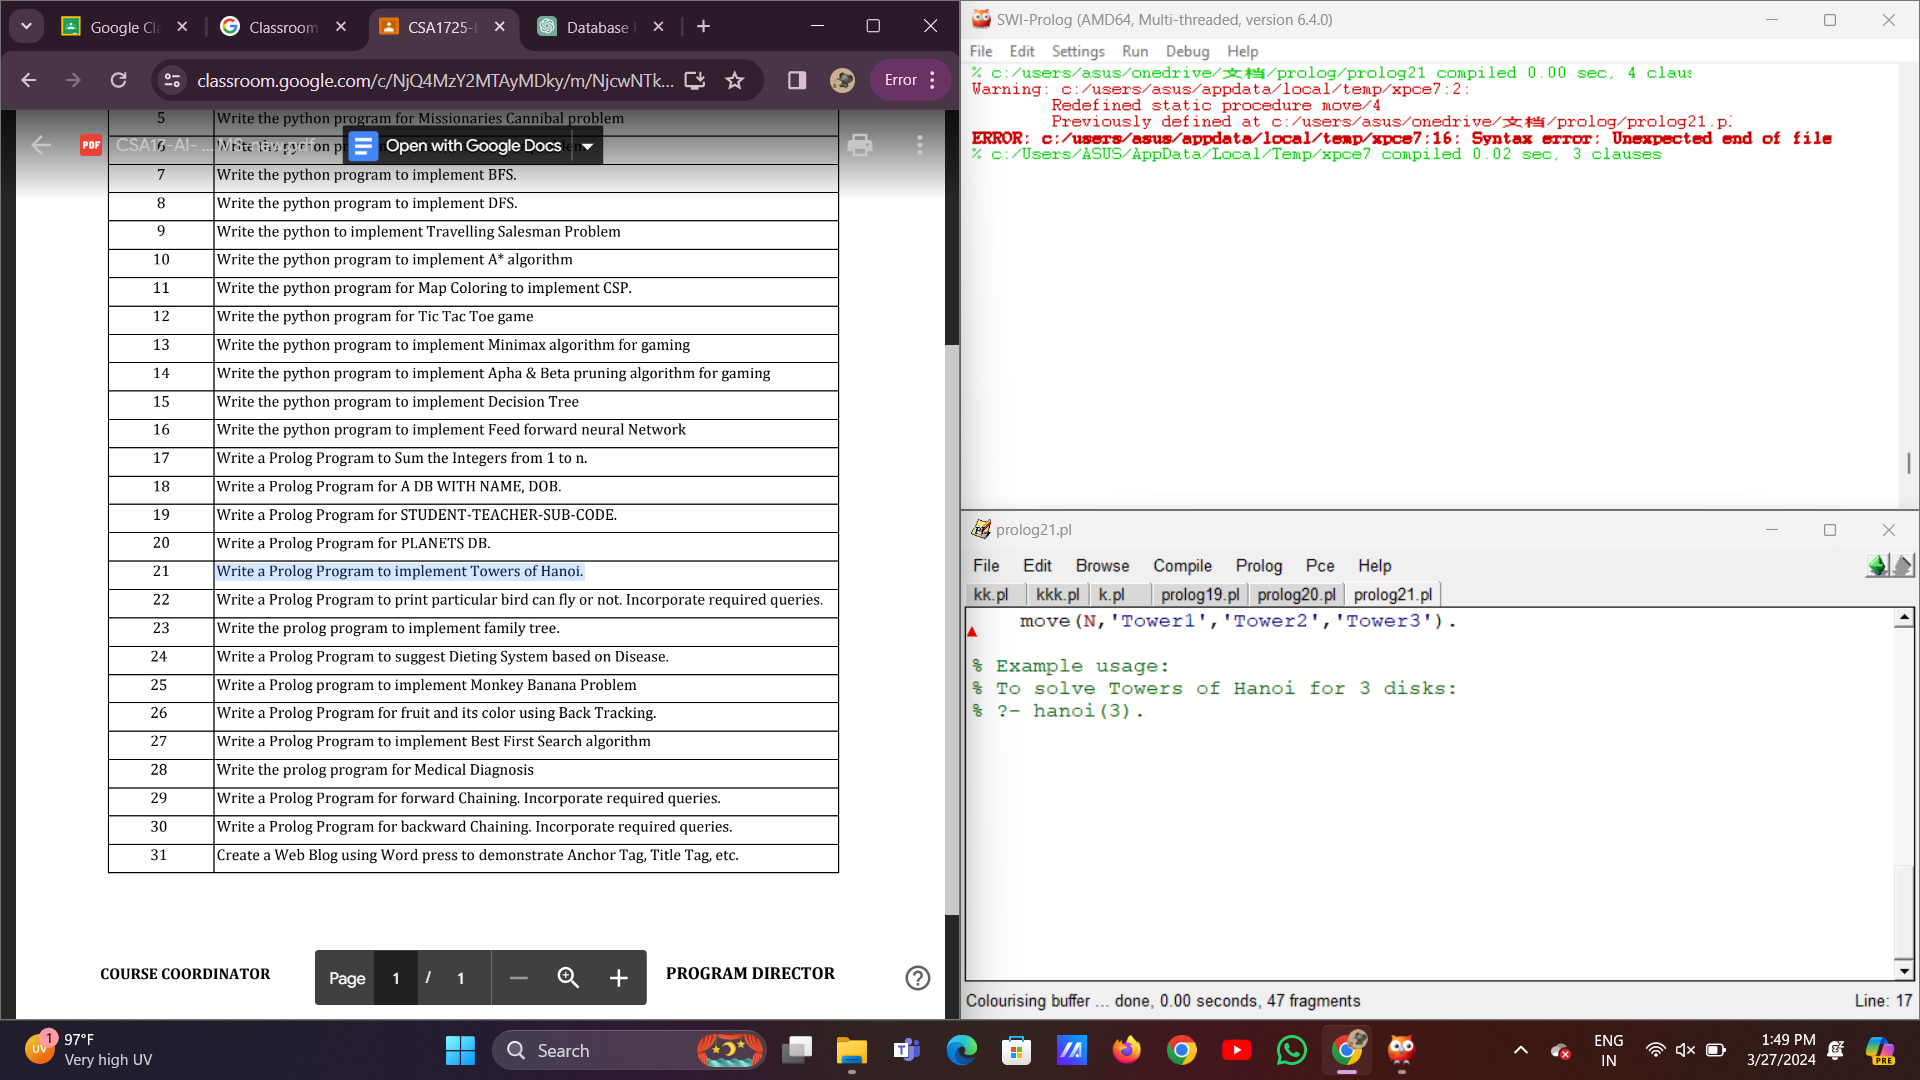 Google Cla
Classroom
CSA1725-I
Database
classroom.google.com/c/NjQ4MzY2MTAyMDky/m/NjcwNTk...
Error
5 Write the python program for Missionaries Cannibal problem
PDF
Open with Google Docs
7 Write the python program to implement BFS.
8 Write the python program to implement DFS.
9 Write the python to implement Travelling Salesman Problem
10 Write the python program to implement A* algorithm
11 Write the python program for Map Coloring to implement CSP.
12 Write the python program for Tic Tac Toe game
13 Write the python program to implement Minimax algorithm for gaming
14 Write the python program to implement Apha & Beta pruning algorithm for gaming
15 Write the python program to implement Decision Tree
16 Write the python program to implement Feed forward neural Network
17 Write a Prolog Program to Sum the Integers from 1 to n.
18 Write a Prolog Program for A DB WITH NAME, DOB.
19 Write a Prolog Program for STUDENT-TEACHER-SUB-CODE.
20 Write a Prolog Program for PLANETS DB.
21 Write a Prolog Program to implement Towers of Hanoi.
22 Write a Prolog Program to print particular bird can fly or not. Incorporate required queries.
23 Write the prolog program to implement family tree.
24 Write a Prolog Program to suggest Dieting System based on Disease.
25 Write a Prolog program to implement Monkey Banana Problem
26 Write a Prolog Program for fruit and its color using Back Tracking.
27 Write a Prolog Program to implement Best First Search algorithm
28 Write the prolog program for Medical Diagnosis
29 Write a Prolog Program for forward Chaining. Incorporate required queries.
30 Write a Prolog Program for backward Chaining. Incorporate required queries.
31 Create a Web Blog using Word press to demonstrate Anchor Tag, Title Tag, etc.
COURSE COORDINATOR
Page 1 / 1
PROGRAM DIRECTOR
SWI-Prolog (AMD64, Multi-threaded, version 6.4.0)
File Edit Settings Run Debug Help
% c:/users/asus/onedrive/文档/prolog/prolog21 compiled 0.00 sec, 4 claus
Warning: c:/users/asus/appdata/local/temp/xpce7:2:
Redefined static procedure move/4
Previously defined at c:/users/asus/onedrive/文档/prolog/prolog21.p
ERROR: c:/users/asus/appdata/local/temp/xpce7:16: Syntax error: Unexpected end of file
% c:/Users/ASUS/AppData/Local/Temp/xpce7 compiled 0.02 sec, 3 clauses
prolog21.pl
File Edit Browse Compile Prolog Pce Help
kk.pl kkk.pl k.pl prolog19.pl prolog20.pl prolog21.pl
move(N,'Tower1','Tower2','Tower3').
% Example usage:
% To solve Towers of Hanoi for 3 disks:
% ?- hanoi(3).
Colourising buffer ... done, 0.00 seconds, 47 fragments
Line: 17
UV
1
97°F
Very high UV
Search
ENG
IN
1:49 PM
3/27/2024
PRE